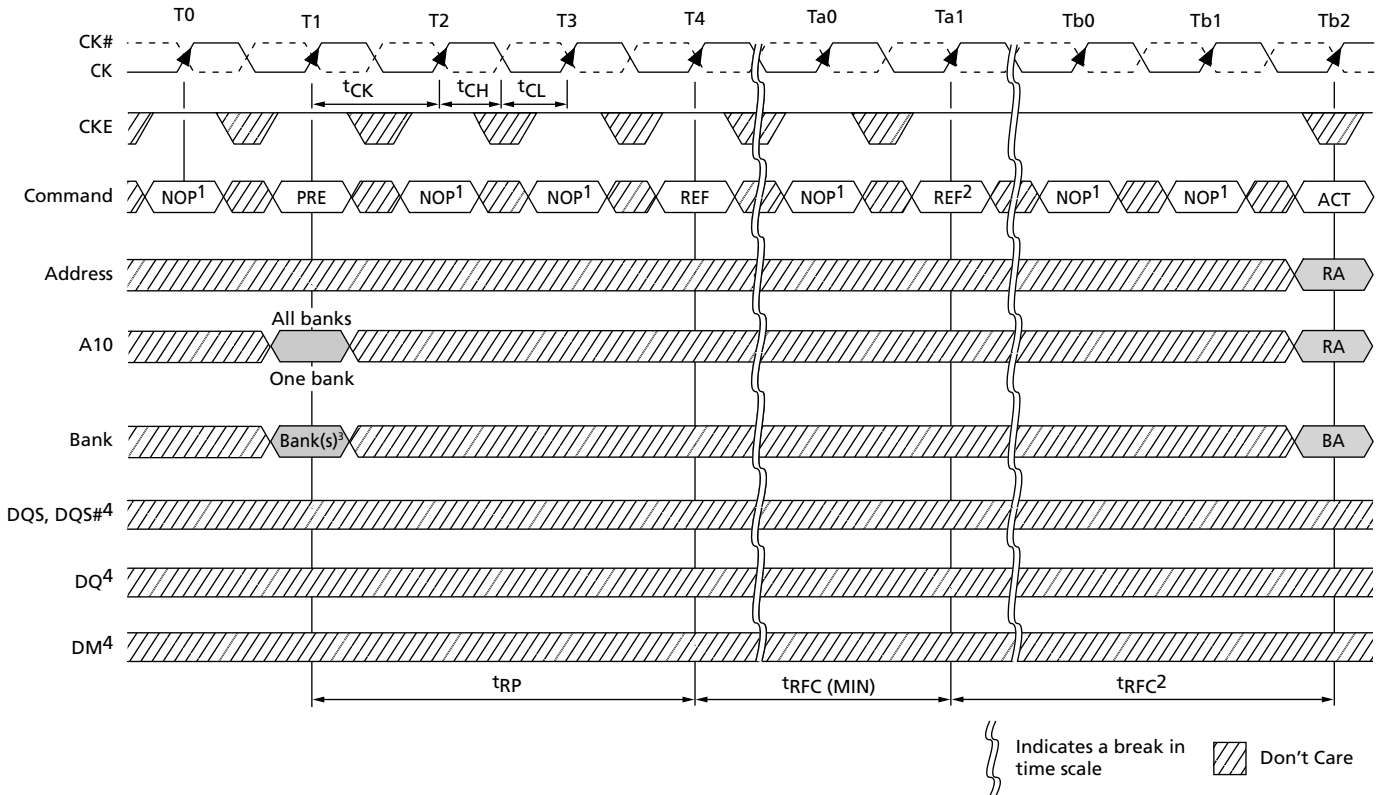 T0 T1 T2 T3 T4 Ta0 Ta1 Tb0 Tb1 Tb2
CK#
CK
tCK tCH tCL
CKE
Command NOP1 PRE NOP1 NOP1 REF NOP1 REF2 NOP1 NOP1 ACT
Address RA
All banks
A10 RA
One bank
Bank Bank(s)3 BA
DQS, DQS#4
DQ4
DM4
tRP tRFC (MIN) tRFC2
Indicates a break in
time scale
Don't Care